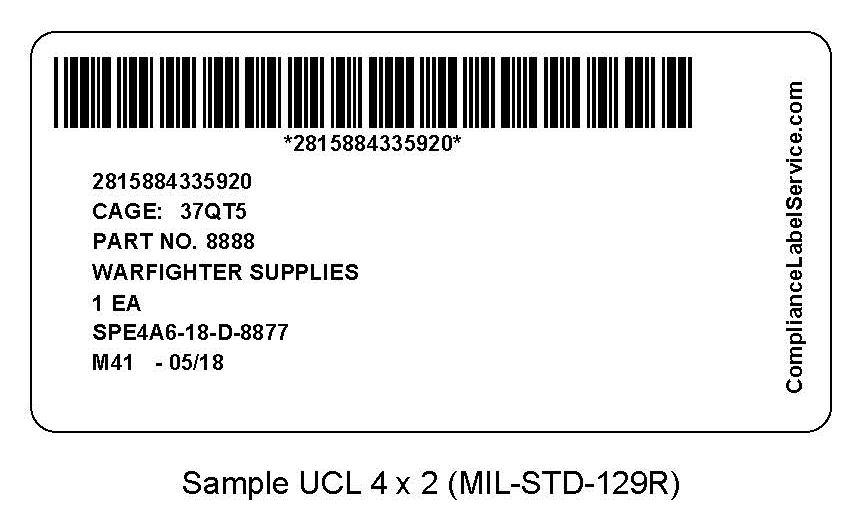 *2815884335920*
2815884335920
CAGE: 37QT5
PART NO. 8888
WARFIGHTER SUPPLIES
1 EA
SPE4A6-18-D-8877
M41 - 05/18
ComplianceLabelService.com
Sample UCL 4 x 2 (MIL-STD-129R)